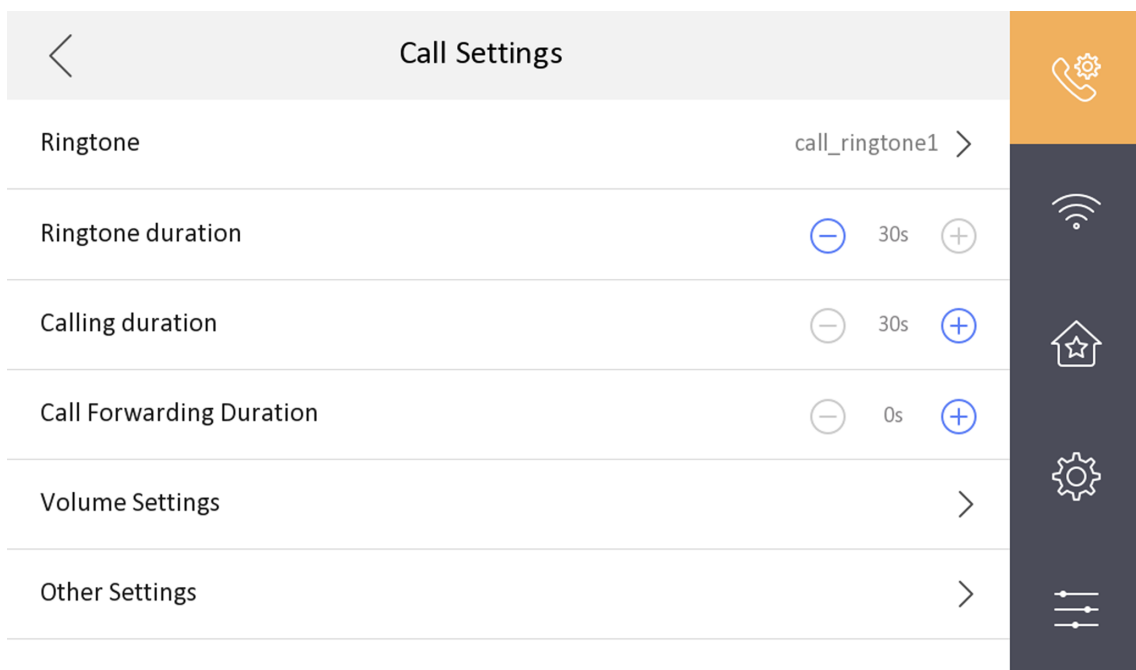 Call Settings
Ringtone call_ringtone1
Ringtone duration 30s
Calling duration 30s
Call Forwarding Duration 0s
Volume Settings
Other Settings